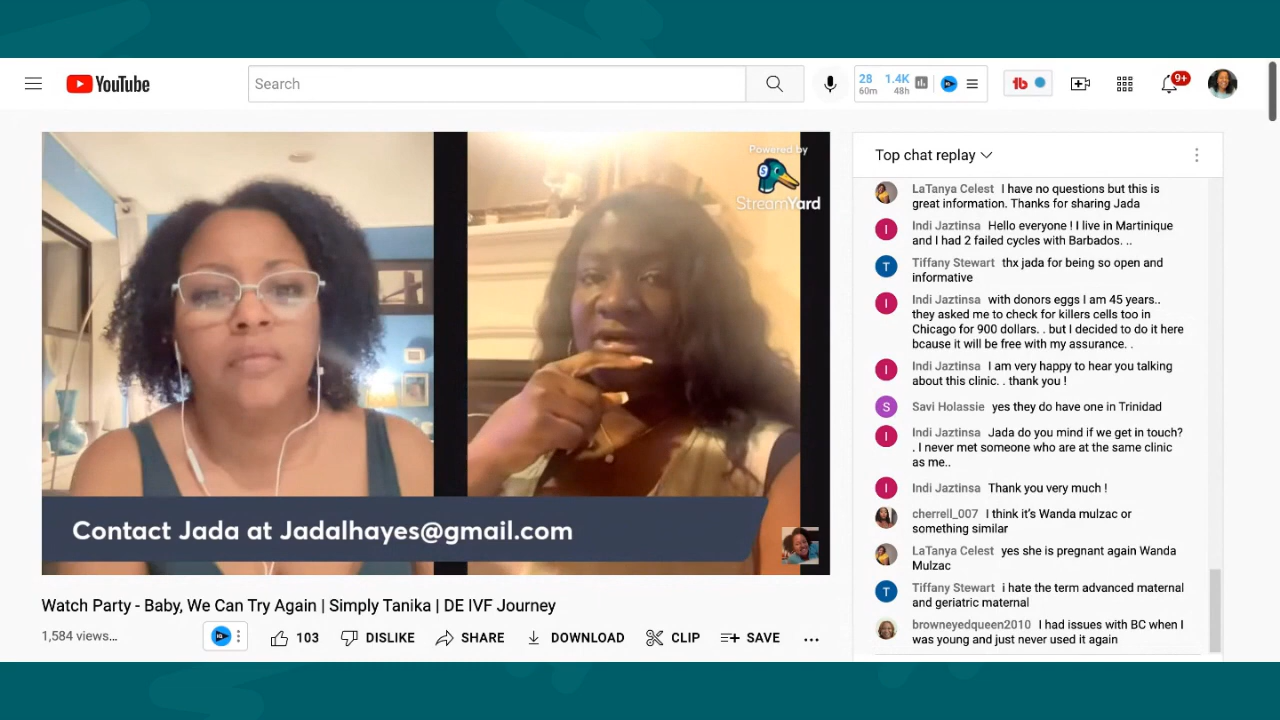 YouTube
Search
28
60m
1.4K
48h
9+
Powered by
StreamYard
Contact Jada at Jadalhayes@gmail.com
Watch Party - Baby, We Can Try Again | Simply Tanika | DE IVF Journey
1,584 views...
103
DISLIKE
SHARE
DOWNLOAD
CLIP
SAVE
Top chat replay
LaTanya Celest I have no questions but this is
great information. Thanks for sharing Jada
Indi Jaztinsa Hello everyone ! I live in Martinique
and I had 2 failed cycles with Barbados. ..
Tiffany Stewart thx jada for being so open and
informative
Indi Jaztinsa with donors eggs I am 45 years..
they asked me to check for killers cells too in
Chicago for 900 dollars. . but I decided to do it here
bcause it will be free with my assurance. .
Indi Jaztinsa I am very happy to hear you talking
about this clinic. . thank you !
Savi Holassie yes they do have one in Trinidad
Indi Jaztinsa Jada do you mind if we get in touch?
. I never met someone who are at the same clinic
as me..
Indi Jaztinsa Thank you very much !
cherrell_007 I think it's Wanda mulzac or
something similar
LaTanya Celest yes she is pregnant again Wanda
Mulzac
Tiffany Stewart i hate the term advanced maternal
and geriatric maternal
browneyedqueen2010 I had issues with BC when I
was young and just never used it again